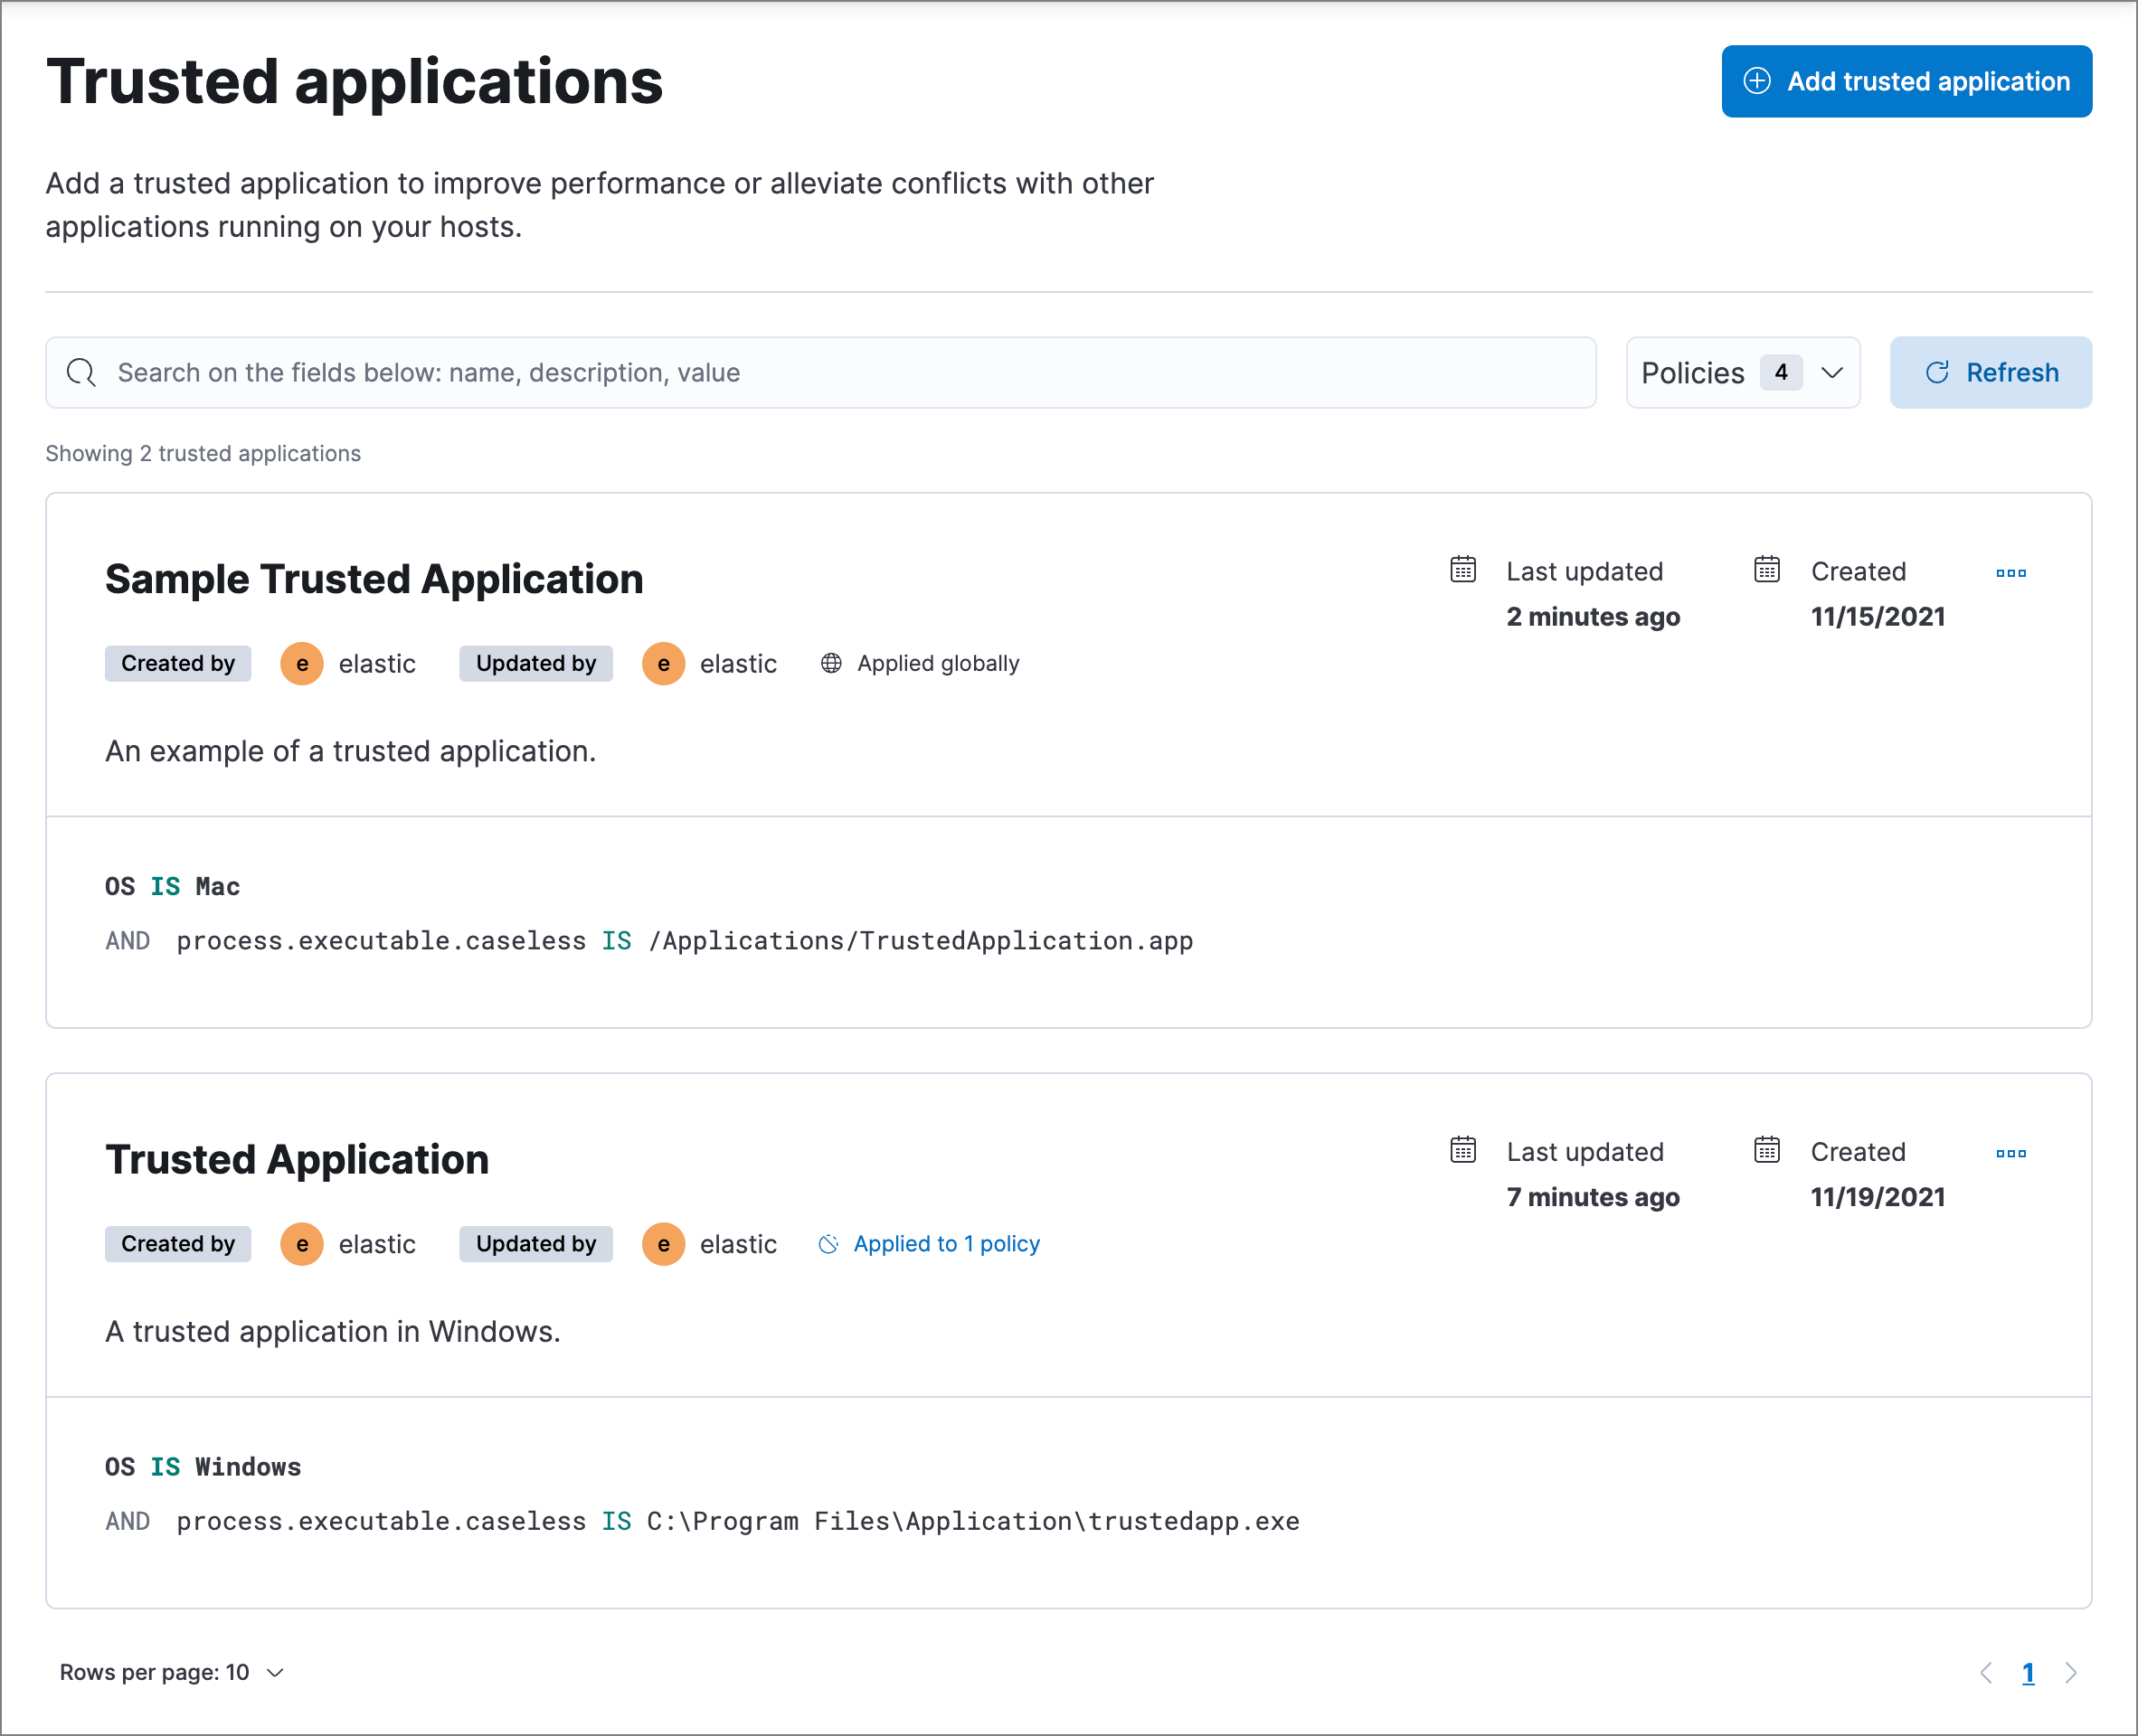 Trusted applications
Add trusted application
Add a trusted application to improve performance or alleviate conflicts with other
applications running on your hosts.
Search on the fields below: name, description, value
Policies 4
Refresh
Showing 2 trusted applications
Sample Trusted Application
Last updated
2 minutes ago
Created
11/15/2021
Created by e elastic Updated by e elastic Applied globally
An example of a trusted application.
OS IS Mac
AND process.executable.caseless IS /Applications/TrustedApplication.app
Trusted Application
Last updated
7 minutes ago
Created
11/19/2021
Created by e elastic Updated by e elastic Applied to 1 policy
A trusted application in Windows.
OS IS Windows
AND process.executable.caseless IS C:\Program Files\Application\trustedapp.exe
Rows per page: 10
1